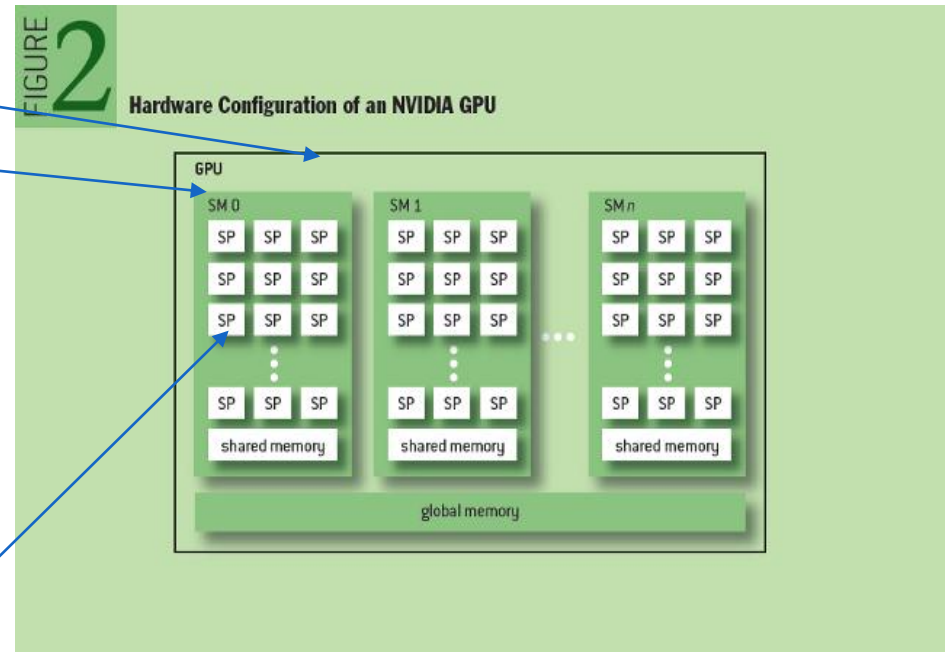 FIGURE 2
Hardware Configuration of an NVIDIA GPU
GPU
SM 0 SM 1 SM n
SP SP SP SP SP SP SP SP SP
SP SP SP SP SP SP SP SP SP
SP SP SP SP SP SP SP SP SP
SP SP SP SP SP SP SP SP SP
shared memory shared memory shared memory
global memory